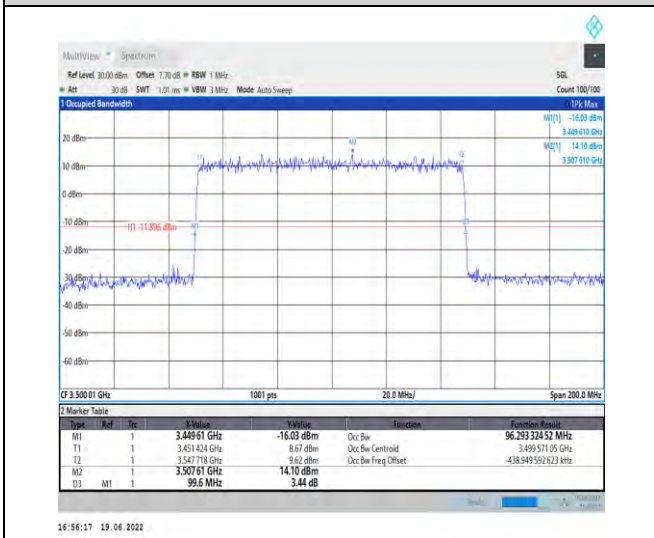 MultiView Spectrum
Ref Level 30.00 dBm Offset 7.70 dB RBW 1 MHz SGL
Att 30 dB SWT 1.01 ms VBW 3 MHz Mode Auto Sweep Count 100/100
1 Occupied Bandwidth 1Pk Max
M1[1] -16.03 dBm
3.449 610 GHz
M2[1] 14.10 dBm
3.507 610 GHz
20 dBm
M2
T1
T2
10 dBm
0 dBm
-10 dBm
H1 -11.896 dBm
M1
D3
-20 dBm
-30 dBm
-40 dBm
-50 dBm
-60 dBm
CF 3.500 01 GHz 1001 pts 20.0 MHz/ Span 200.0 MHz
2 Marker Table
Type Ref Trc X-Value Y-Value Function Function Result
M1 1 3.449 61 GHz -16.03 dBm Occ Bw 96.293 324 52 MHz
T1 1 3.451 424 GHz 8.67 dBm Occ Bw Centroid 3.499 571 05 GHz
T2 1 3.547 718 GHz 9.62 dBm Occ Bw Freq Offset -438.949 592 623 kHz
M2 1 3.507 61 GHz 14.10 dBm
D3 M1 1 99.6 MHz 3.44 dB
16:56:17 19.06.2022